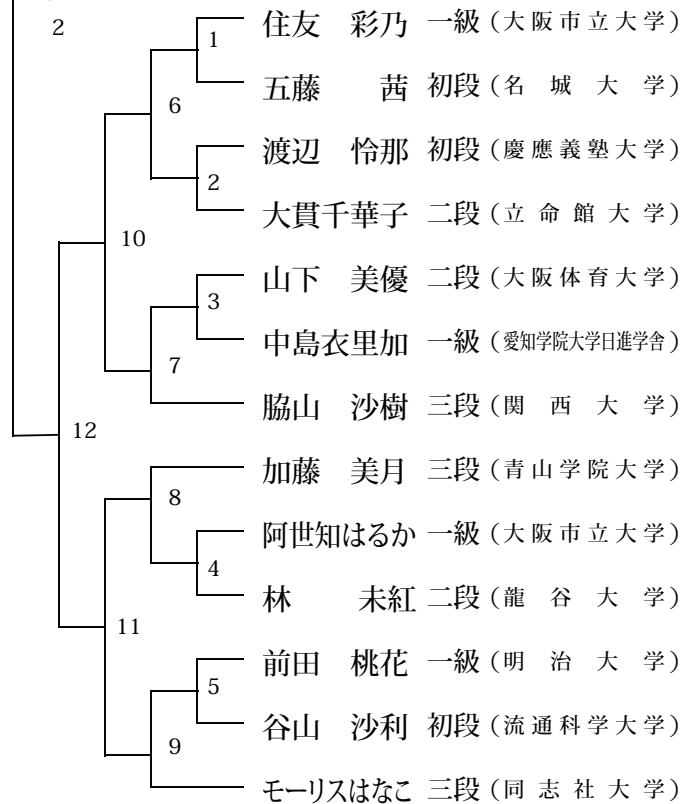 2
住友　彩乃 一級（大阪市立大学）
1
五藤　　茜 初段（名城大学）
6
渡辺　怜那 初段（慶應義塾大学）
2
大貫千華子 二段（立命館大学）
10
山下　美優 二段（大阪体育大学）
3
中島衣里加 一級（愛知学院大学日進学舎）
7
脇山　沙樹 三段（関西大学）
12
加藤　美月 三段（青山学院大学）
8
阿世知はるか 一級（大阪市立大学）
4
林　　未紅 二段（龍谷大学）
11
前田　桃花 一級（明治大学）
5
谷山　沙利 初段（流通科学大学）
9
モーリスはなこ 三段（同志社大学）